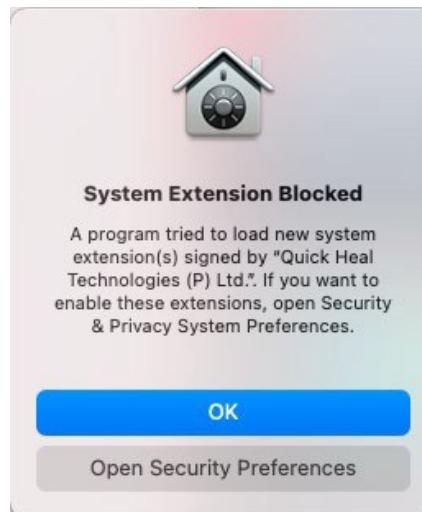 System Extension Blocked
A program tried to load new system
extension(s) signed by "Quick Heal
Technologies (P) Ltd.". If you want to
enable these extensions, open Security
& Privacy System Preferences.
OK
Open Security Preferences